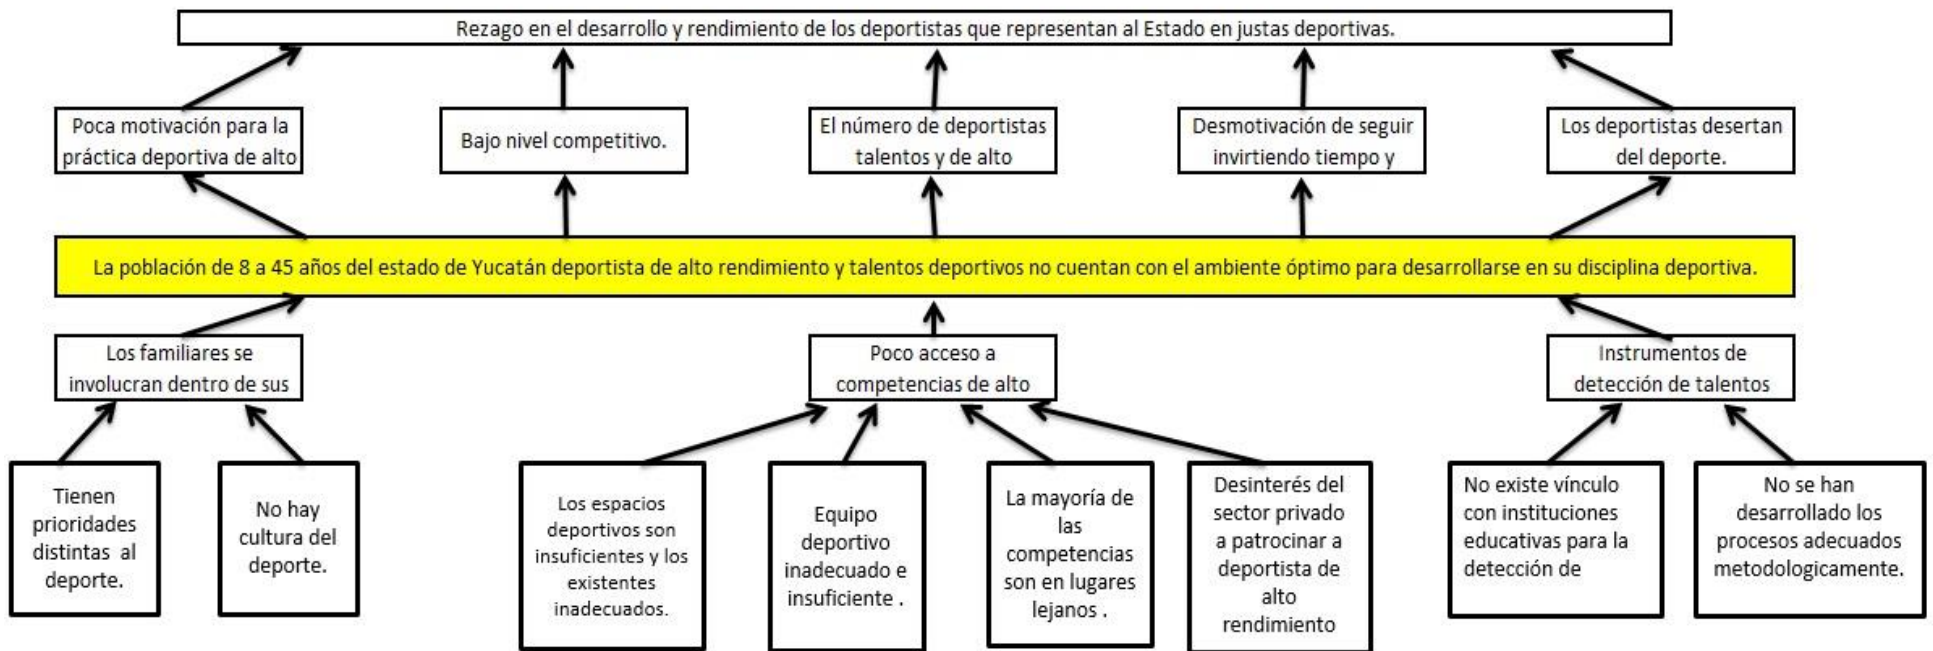 Rezago en el desarrollo y rendimiento de los deportistas que representan al Estado en justas deportivas.
Poca motivación para la
práctica deportiva de alto
Bajo nivel competitivo.
El número de deportistas
talentos y de alto
Desmotivación de seguir
invirtiendo tiempo y
Los deportistas desertan
del deporte.
La población de 8 a 45 años del estado de Yucatán deportista de alto rendimiento y talentos deportivos no cuentan con el ambiente óptimo para desarrollarse en su disciplina deportiva.
Los familiares se
involucran dentro de sus
Poco acceso a
competencias de alto
Instrumentos de
detección de talentos
Tienen
prioridades
distintas al
deporte.
No hay
cultura del
deporte.
Los espacios
deportivos son
insuficientes y los
existentes
inadecuados.
Equipo
deportivo
inadecuado e
insuficiente .
La mayoría de
las
competencias
son en lugares
lejanos .
Desinterés del
sector privado
a patrocinar a
deportista de
alto
rendimiento
No existe vínculo
con instituciones
educativas para la
detección de
No se han
desarrollado los
procesos adecuados
metodologicamente.